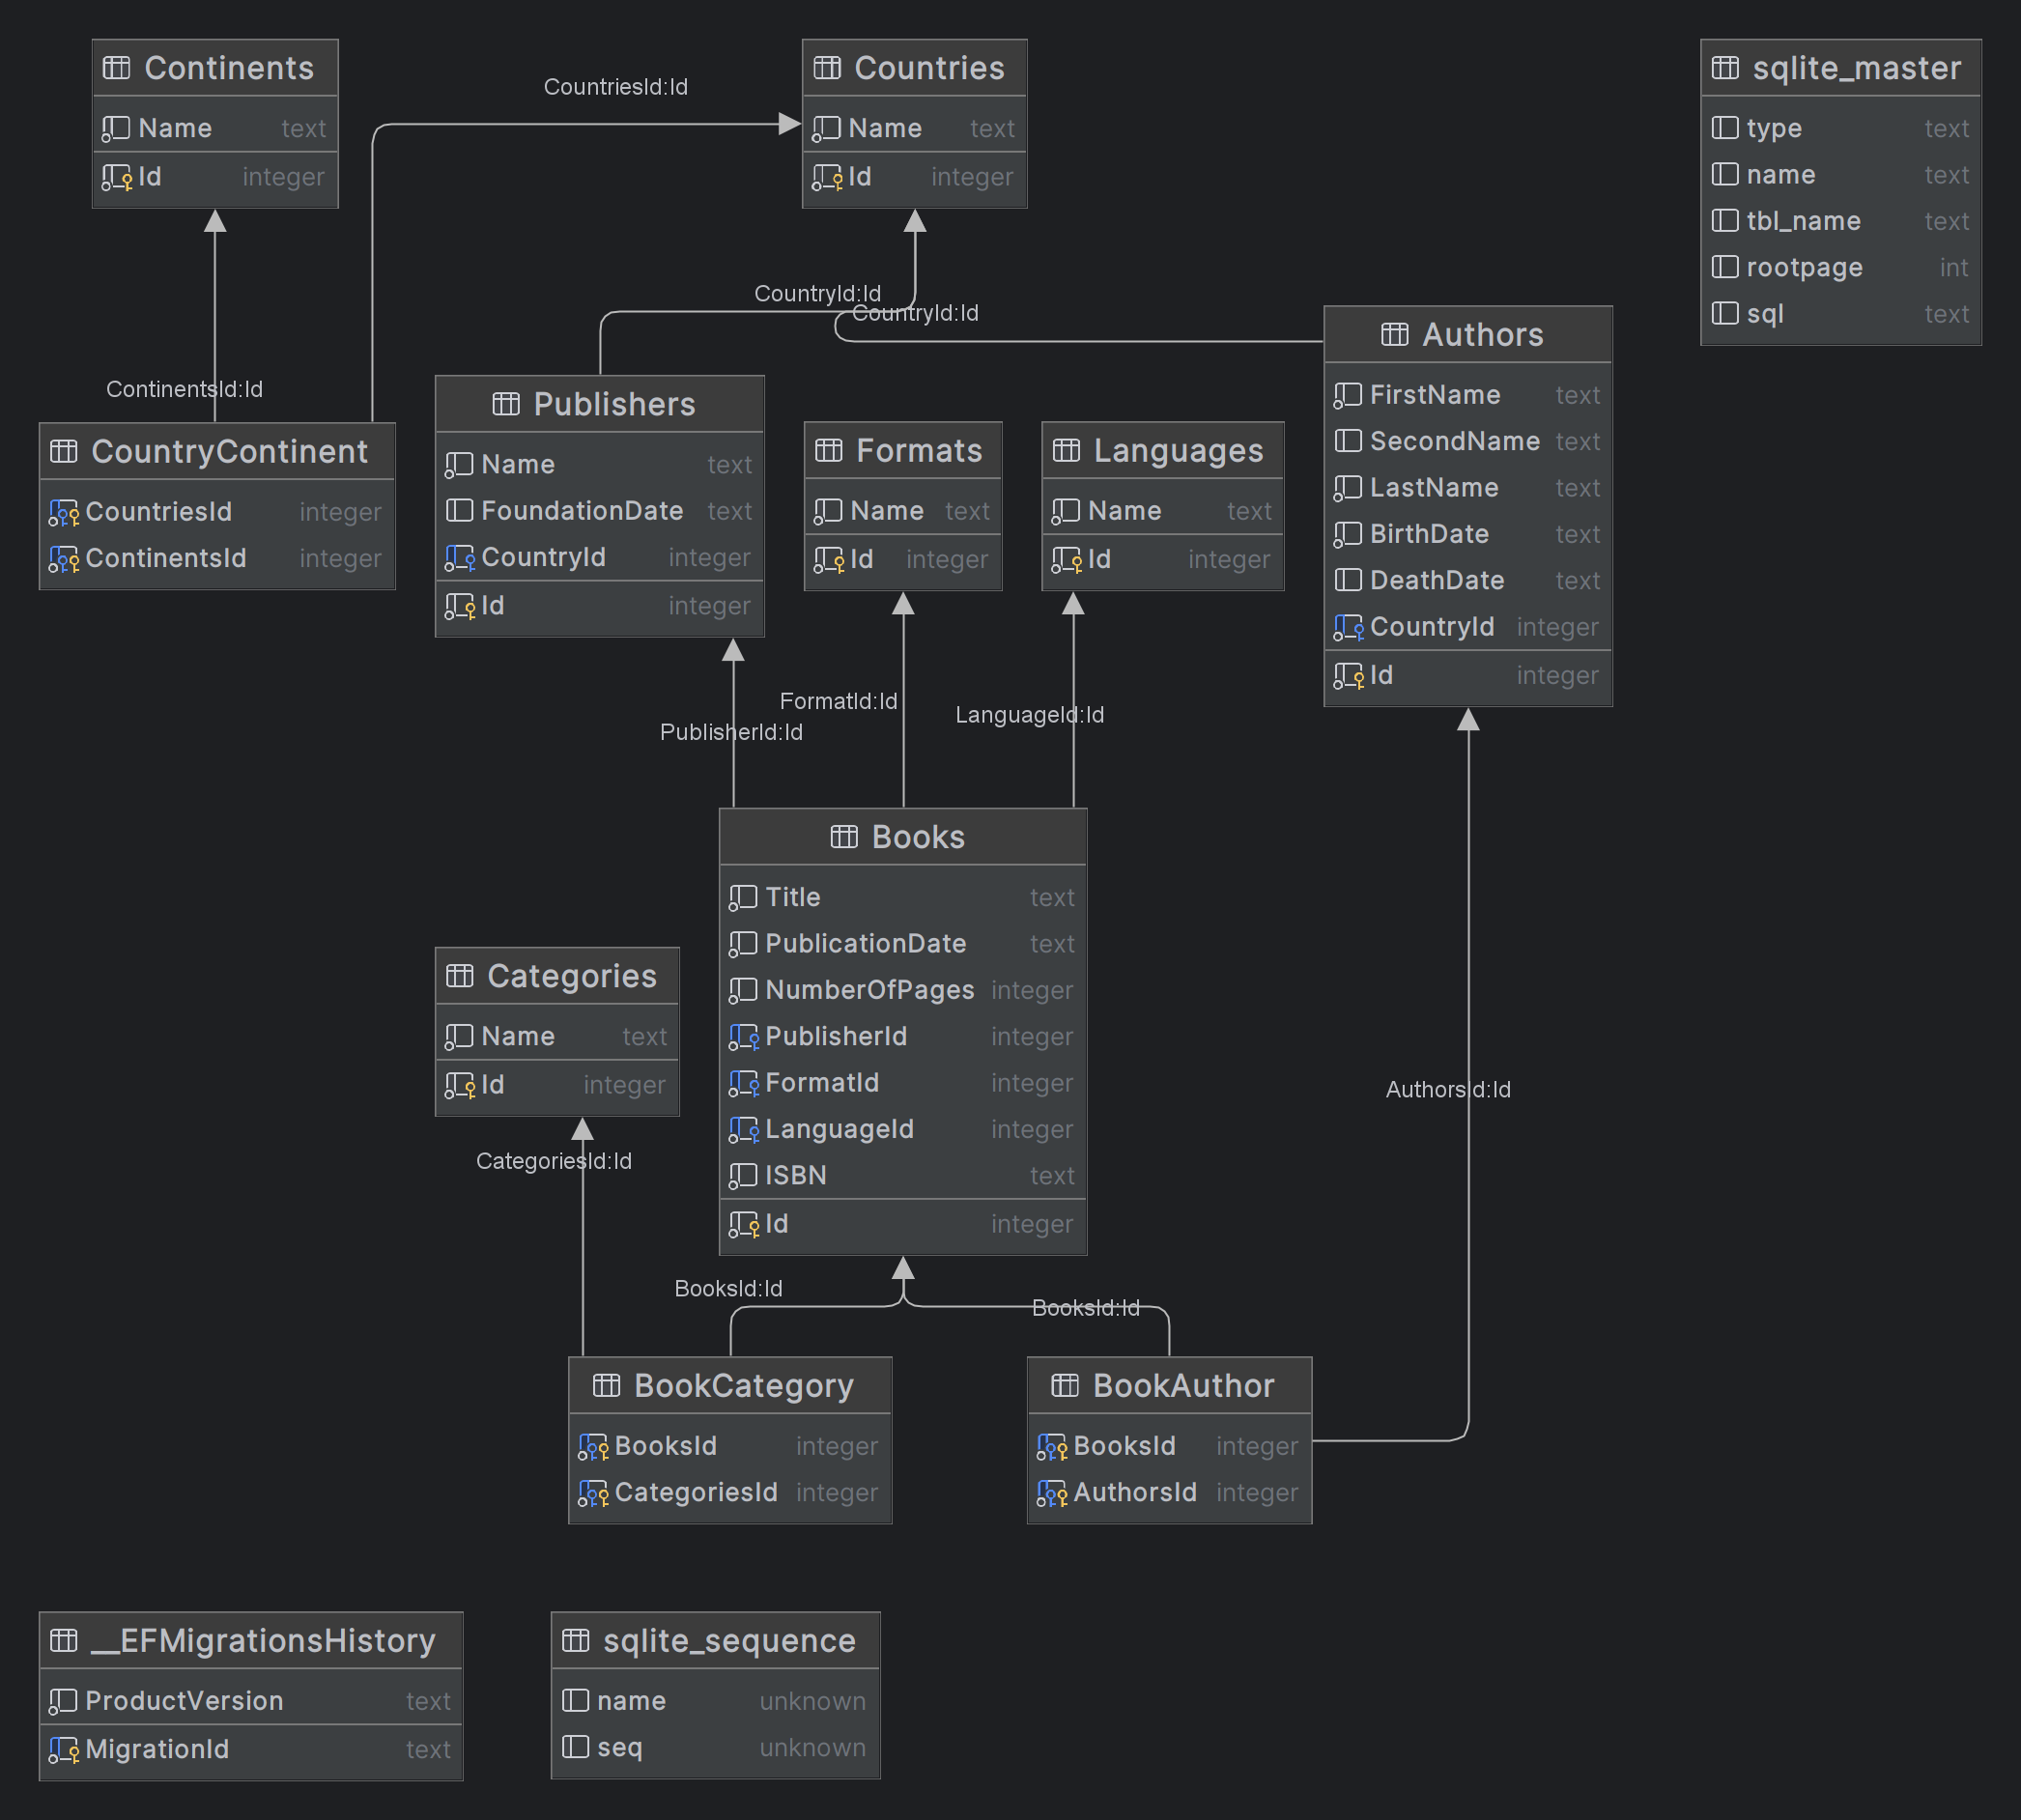 Continents
Name text
Id integer
CountriesId:Id
Countries
Name text
Id integer
sqlite_master
type text
name text
tbl_name text
rootpage int
sql text
CountryId:Id
CountryId:Id
ContinentsId:Id
CountryContinent
CountriesId integer
ContinentsId integer
Publishers
Name text
FoundationDate text
CountryId integer
Id integer
Formats
Name text
Id integer
Languages
Name text
Id integer
Authors
FirstName text
SecondName text
LastName text
BirthDate text
DeathDate text
CountryId integer
Id integer
PublisherId:Id
FormatId:Id
LanguageId:Id
Books
Title text
PublicationDate text
NumberOfPages integer
PublisherId integer
FormatId integer
LanguageId integer
ISBN text
Id integer
Categories
Name text
Id integer
CategoriesId:Id
AuthorsId:Id
BooksId:Id
BooksId:Id
BookCategory
BooksId integer
CategoriesId integer
BookAuthor
BooksId integer
AuthorsId integer
__EFMigrationsHistory
ProductVersion text
MigrationId text
sqlite_sequence
name unknown
seq unknown